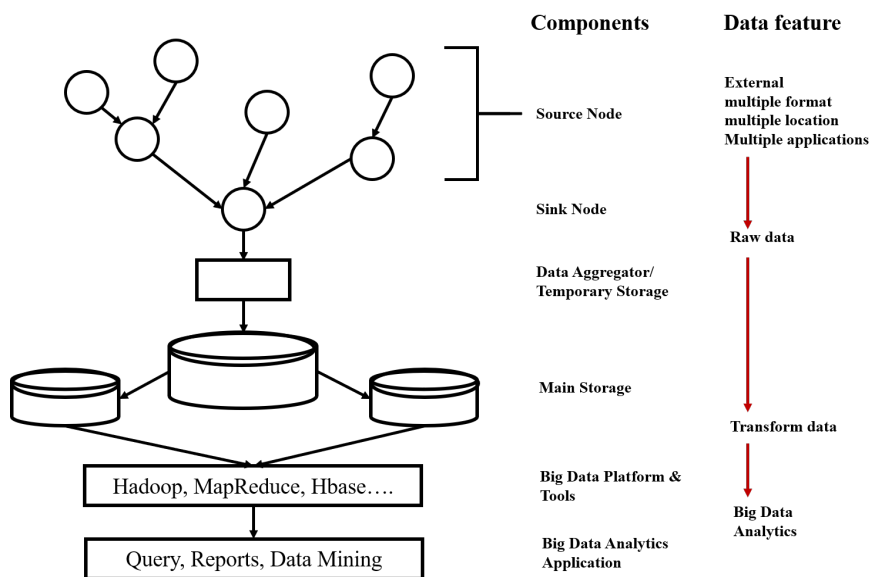 Components
Data feature
External
multiple format
multiple location
Multiple applications
Source Node
Sink Node
Raw data
Data Aggregator/
Temporary Storage
Main Storage
Transform data
Hadoop, MapReduce, Hbase….
Big Data Platform &
Tools
Big Data
Analytics
Query, Reports, Data Mining
Big Data Analytics
Application